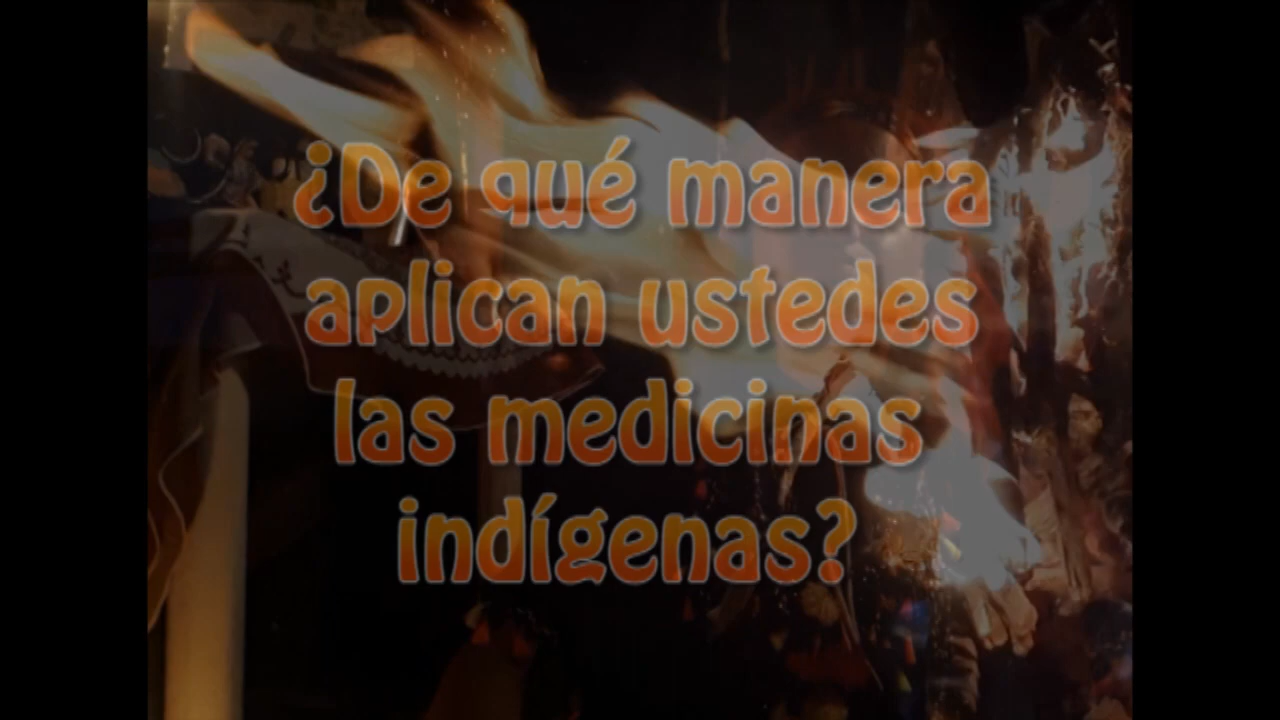 ¿De qué manera
aplican ustedes
las medicinas
indígenas?